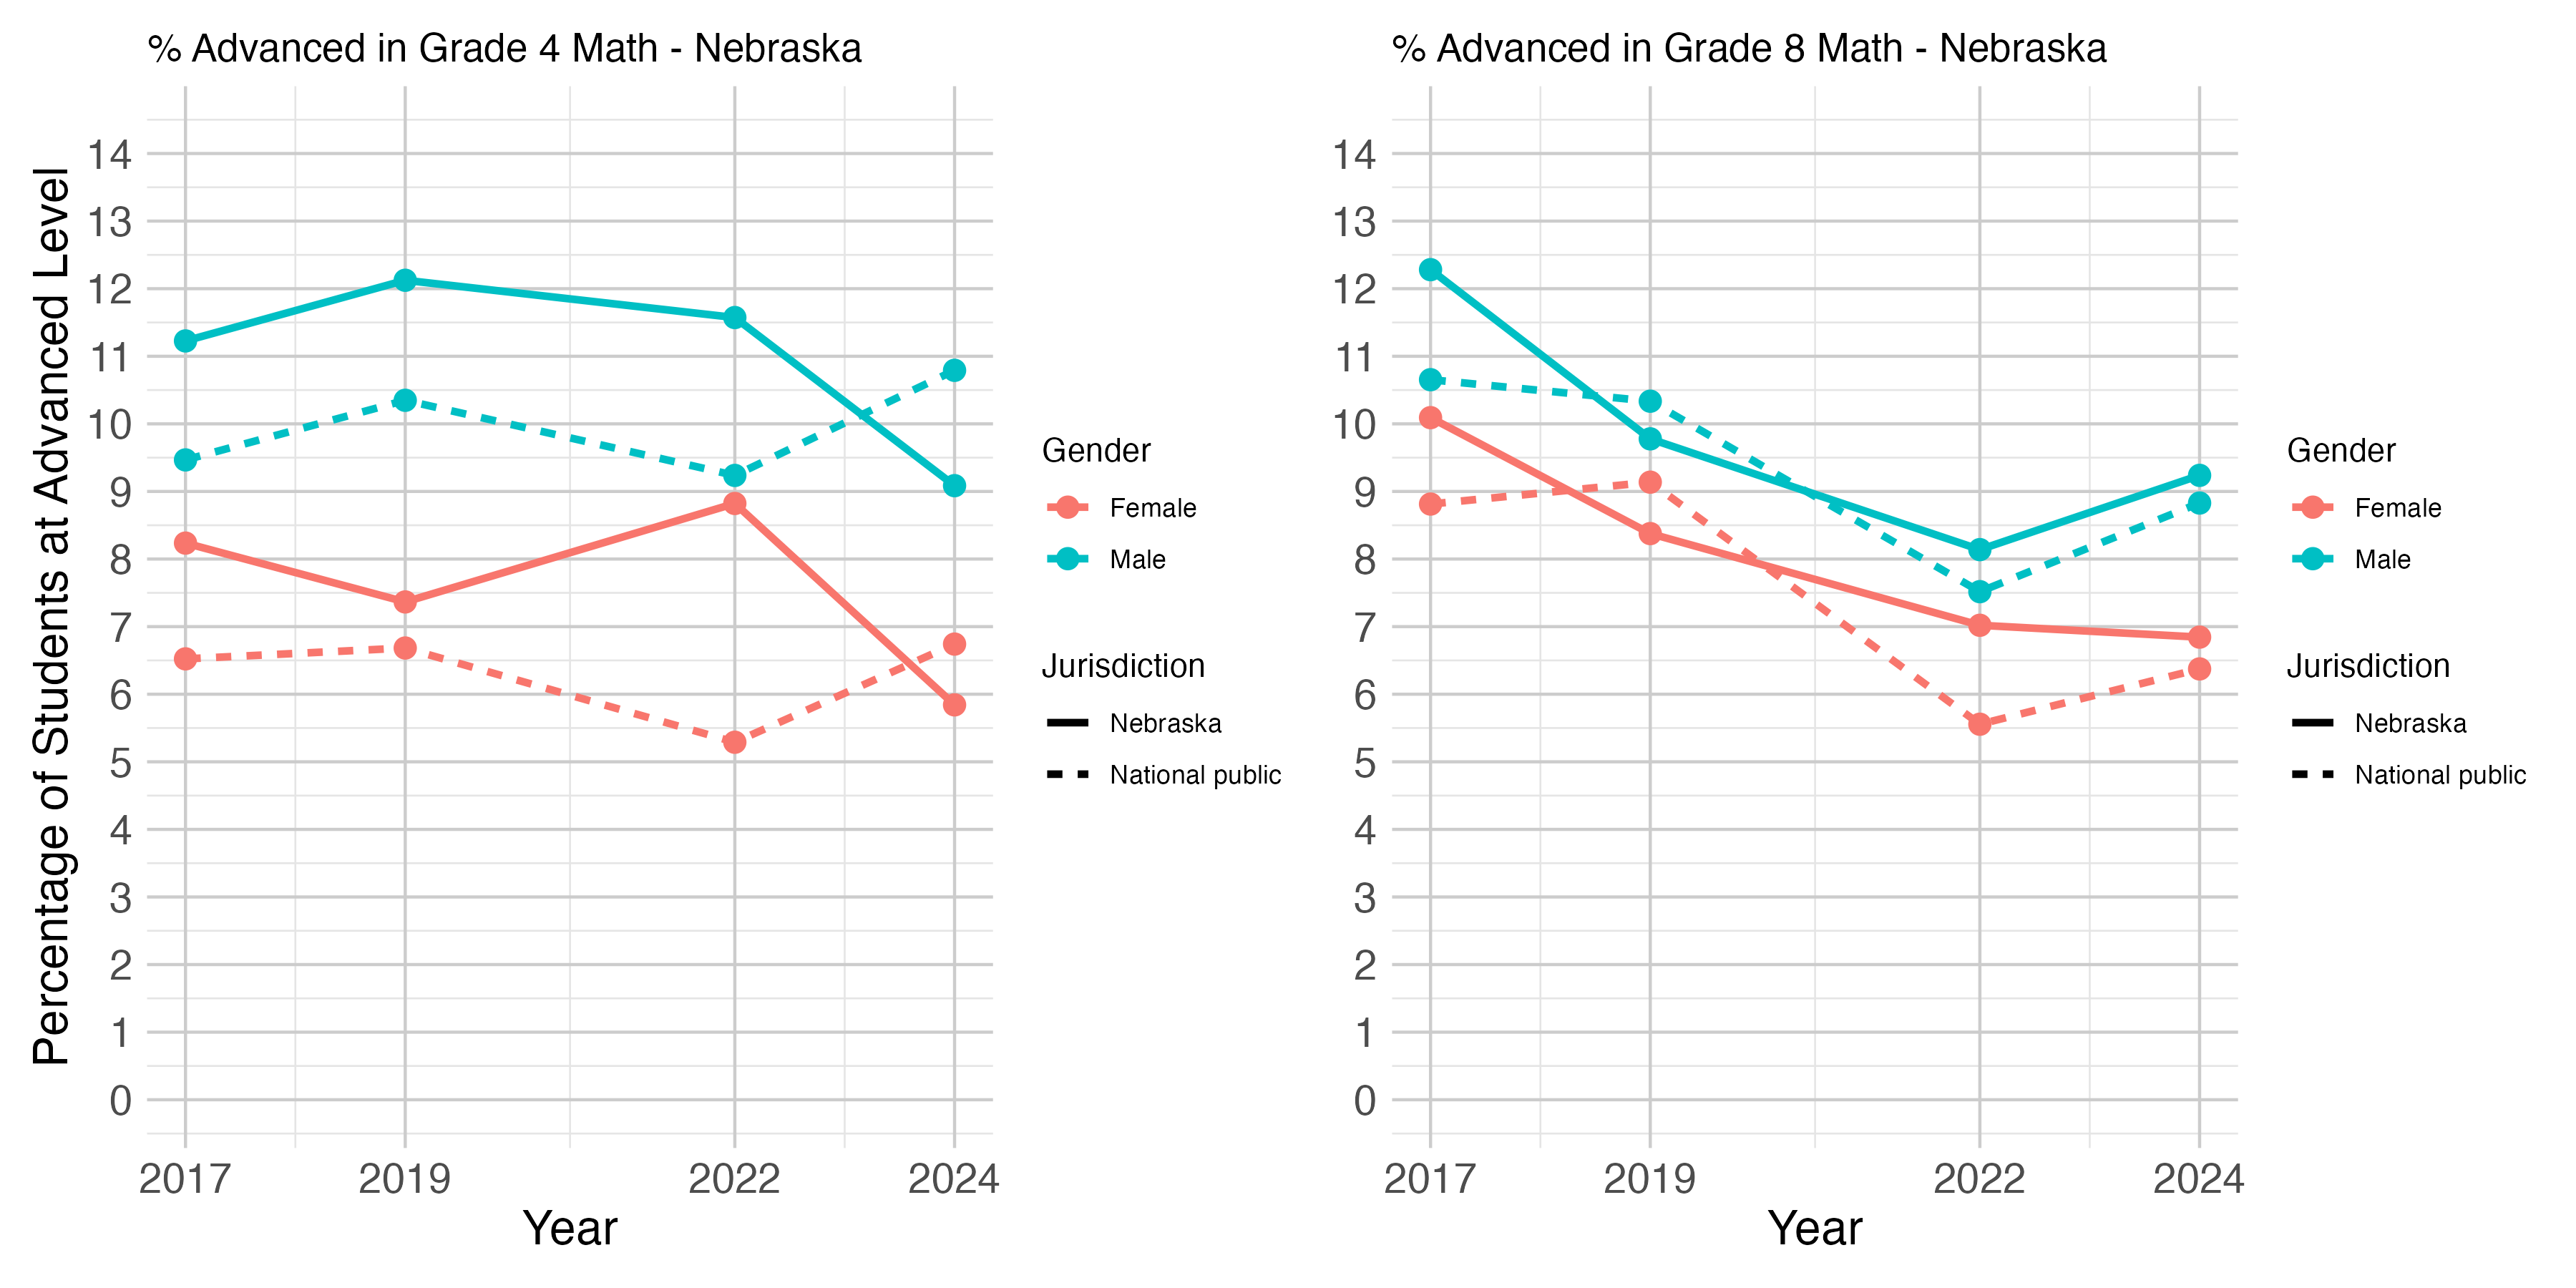 % Advanced in Grade 4 Math - Nebraska
Percentage of Students at Advanced Level
14
13
12
11
10
9
8
7
6
5
4
3
2
1
0
2017 2019 2022 2024
Year
Gender
Female
Male
Jurisdiction
Nebraska
National public
% Advanced in Grade 8 Math - Nebraska
14
13
12
11
10
9
8
7
6
5
4
3
2
1
0
2017 2019 2022 2024
Year
Gender
Female
Male
Jurisdiction
Nebraska
National public